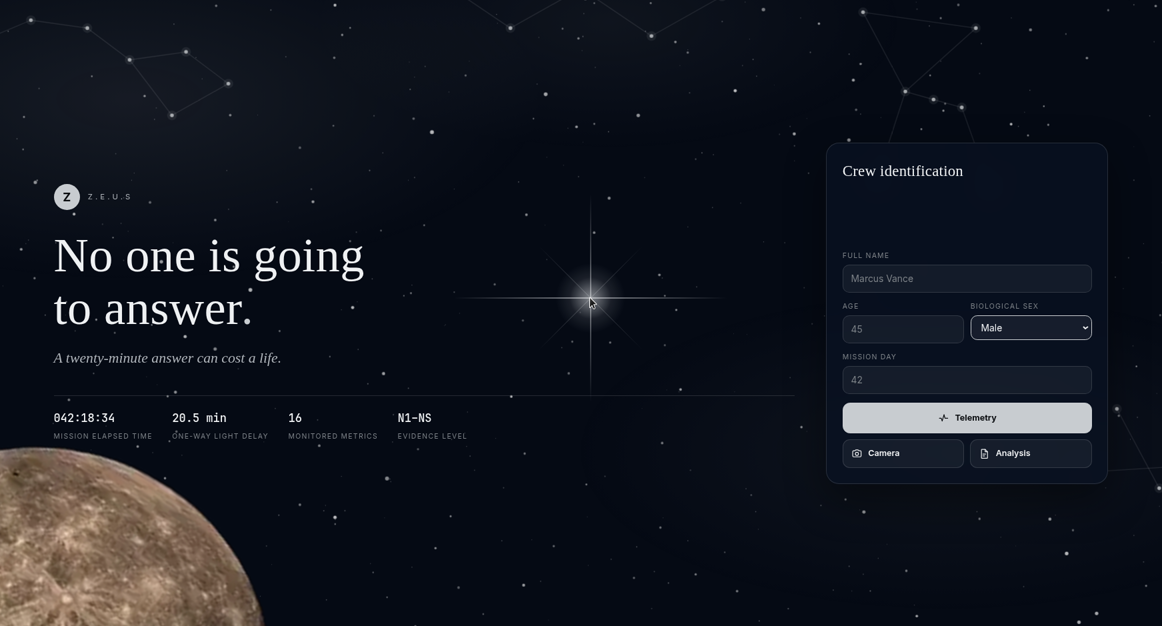 Z
Z.E.U.S
No one is going
to answer.
A twenty-minute answer can cost a life.
042:18:34
MISSION ELAPSED TIME
20.5 min
ONE-WAY LIGHT DELAY
16
MONITORED METRICS
N1–NS
EVIDENCE LEVEL
Crew identification
FULL NAME
Marcus Vance
AGE
45
BIOLOGICAL SEX
Male
MISSION DAY
42
Telemetry
Camera
Analysis